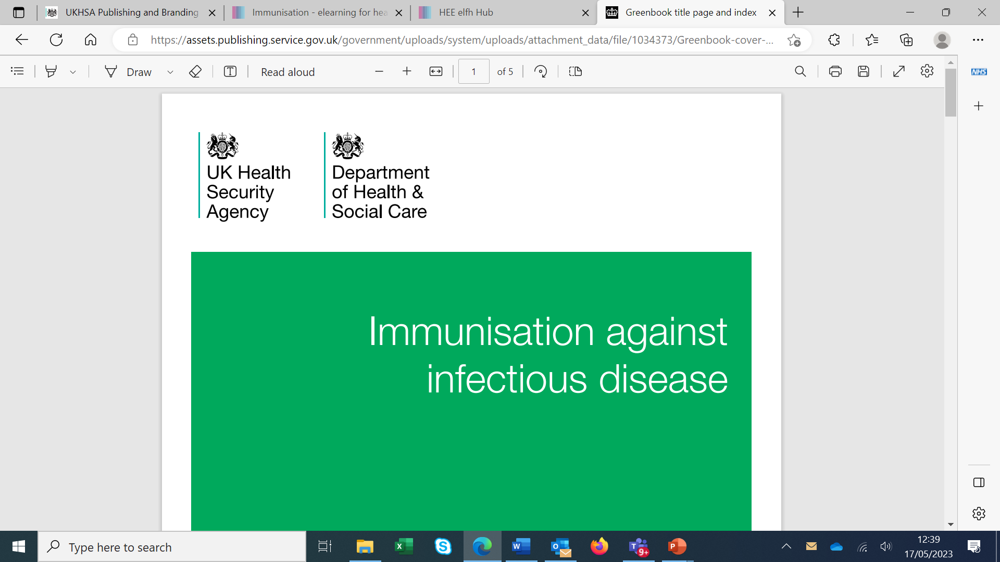 UKHSA Publishing and Branding
Immunisation - elearning for hea
HEE elfh Hub
Greenbook title page and index
https://assets.publishing.service.gov.uk/government/uploads/system/uploads/attachment_data/file/1034373/Greenbook-cover-...
Draw
Read aloud
1
of 5
NHS
UK Health
Security
Agency
Department
of Health &
Social Care
Immunisation against
infectious disease
Type here to search
9+
12:39
17/05/2023